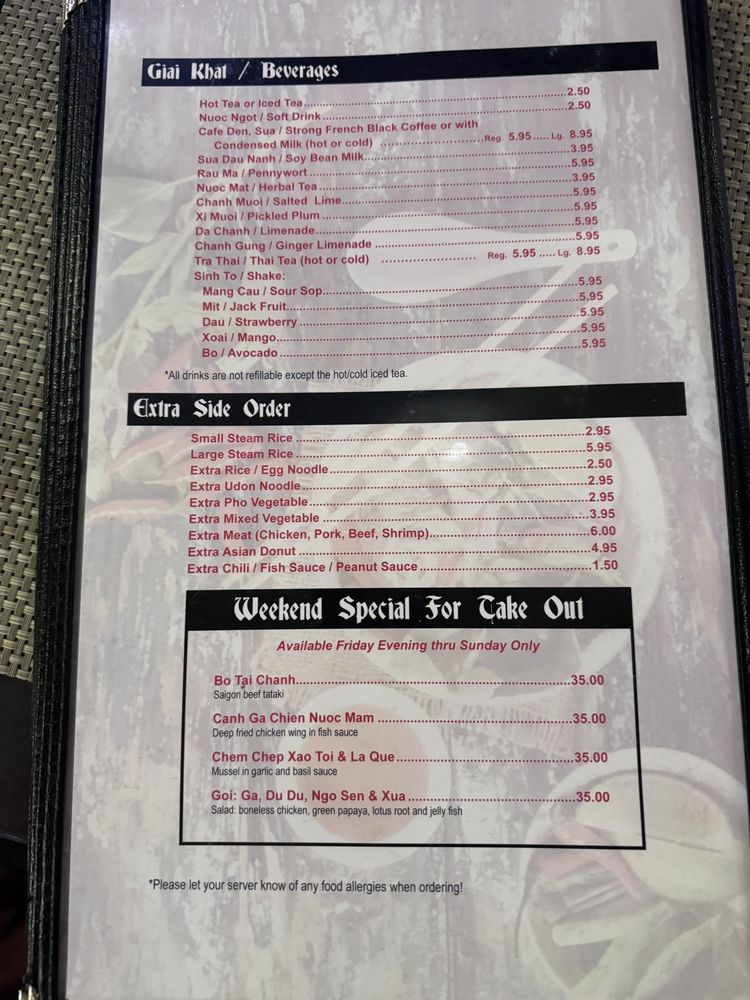 Giai Khat / Beverages
Hot Tea or Iced Tea 2.50
Nuoc Ngot / Soft Drink 2.50
Cafe Den, Sua / Strong French Black Coffee or with
Condensed Milk (hot or cold) Reg. 5.95 ..... Lg. 8.95
Sua Dau Nanh / Soy Bean Milk 3.95
Rau Ma / Pennywort 5.95
Nuoc Mat / Herbal Tea 3.95
Chanh Muoi / Salted Lime 5.95
Xi Muoi / Pickled Plum 5.95
Da Chanh / Limenade 5.95
Chanh Gung / Ginger Limenade 5.95
Tra Thai / Thai Tea (hot or cold) Reg. 5.95 ..... Lg. 8.95
Sinh To / Shake:
Mang Cau / Sour Sop 5.95
Mit / Jack Fruit 5.95
Dau / Strawberry 5.95
Xoai / Mango 5.95
Bo / Avocado 5.95
*All drinks are not refillable except the hot/cold iced tea.
Extra Side Order
Small Steam Rice 2.95
Large Steam Rice 5.95
Extra Rice / Egg Noodle 2.50
Extra Udon Noodle 2.95
Extra Pho Vegetable 2.95
Extra Mixed Vegetable 3.95
Extra Meat (Chicken, Pork, Beef, Shrimp) 6.00
Extra Asian Donut 4.95
Extra Chili / Fish Sauce / Peanut Sauce 1.50
Weekend Special For Take Out
Available Friday Evening thru Sunday Only
Bo Tai Chanh 35.00
Saigon beef tataki
Canh Ga Chien Nuoc Mam 35.00
Deep fried chicken wing in fish sauce
Chem Chep Xao Toi & La Que 35.00
Mussel in garlic and basil sauce
Goi: Ga, Du Du, Ngo Sen & Xua 35.00
Salad: boneless chicken, green papaya, lotus root and jelly fish
*Please let your server know of any food allergies when ordering!